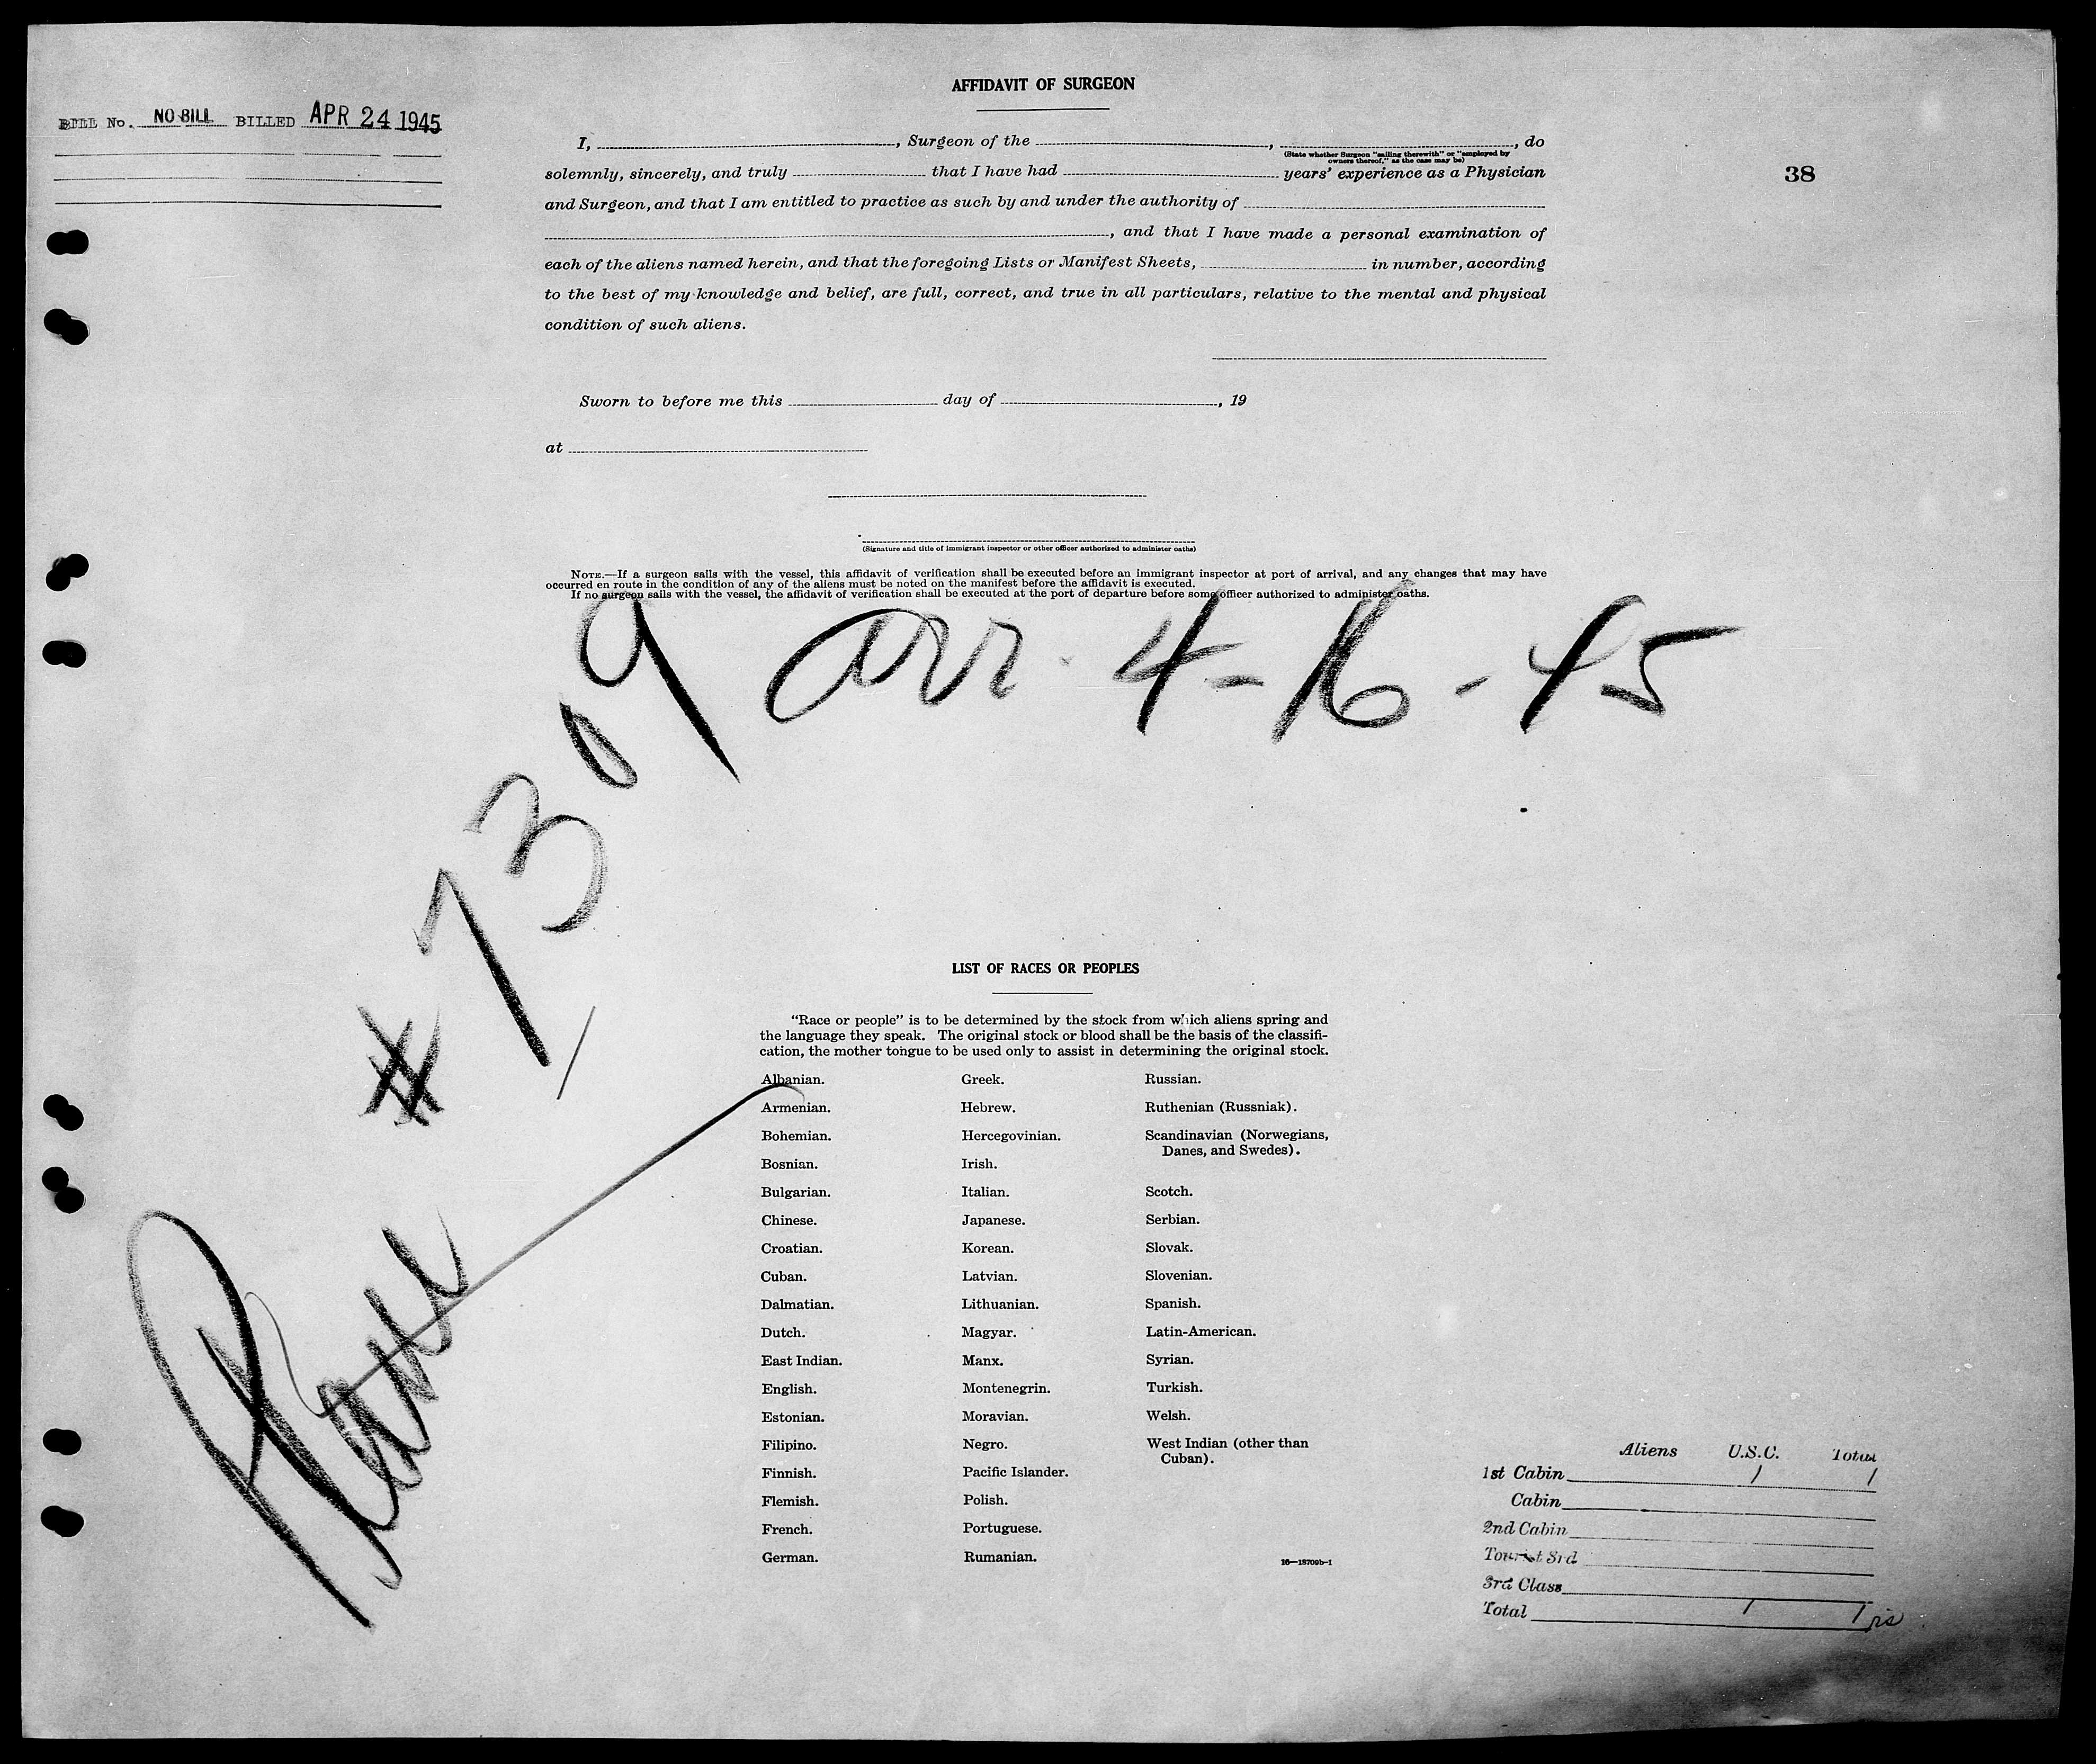 AFFIDAVIT OF SURGEON
BILL No. NO BILL BILLED APR 24 1945
38
I, , Surgeon of the , , do
(State whether Surgeon "sailing therewith" or "employed by
owners thereof," as the case may be)
solemnly, sincerely, and truly that I have had years' experience as a Physician
and Surgeon, and that I am entitled to practice as such by and under the authority of
, and that I have made a personal examination of
each of the aliens named herein, and that the foregoing Lists or Manifest Sheets, in number, according
to the best of my knowledge and belief, are full, correct, and true in all particulars, relative to the mental and physical
condition of such aliens.
Sworn to before me this day of , 19
at
(Signature and title of immigrant inspector or other officer authorized to administer oaths)
NOTE.—If a surgeon sails with the vessel, this affidavit of verification shall be executed before an immigrant inspector at port of arrival, and any changes that may have
occurred en route in the condition of any of the aliens must be noted on the manifest before the affidavit is executed.
If no surgeon sails with the vessel, the affidavit of verification shall be executed at the port of departure before some officer authorized to administer oaths.
arr 4-16-45
#7309
Plane
LIST OF RACES OR PEOPLES
"Race or people" is to be determined by the stock from which aliens spring and
the language they speak. The original stock or blood shall be the basis of the classifi-
cation, the mother tongue to be used only to assist in determining the original stock.
Albanian.
Armenian.
Bohemian.
Bosnian.
Bulgarian.
Chinese.
Croatian.
Cuban.
Dalmatian.
Dutch.
East Indian.
English.
Estonian.
Filipino.
Finnish.
Flemish.
French.
German.
Greek.
Hebrew.
Hercegovinian.
Irish.
Italian.
Japanese.
Korean.
Latvian.
Lithuanian.
Magyar.
Manx.
Montenegrin.
Moravian.
Negro.
Pacific Islander.
Polish.
Portuguese.
Rumanian.
Russian.
Ruthenian (Russniak).
Scandinavian (Norwegians,
Danes, and Swedes).
Scotch.
Serbian.
Slovak.
Slovenian.
Spanish.
Latin-American.
Syrian.
Turkish.
Welsh.
West Indian (other than
Cuban).
16—18709b-1
Aliens U.S.C. Total
1st Cabin 1 1
Cabin
2nd Cabin
Tourist 3rd
3rd Class
Total 1 1